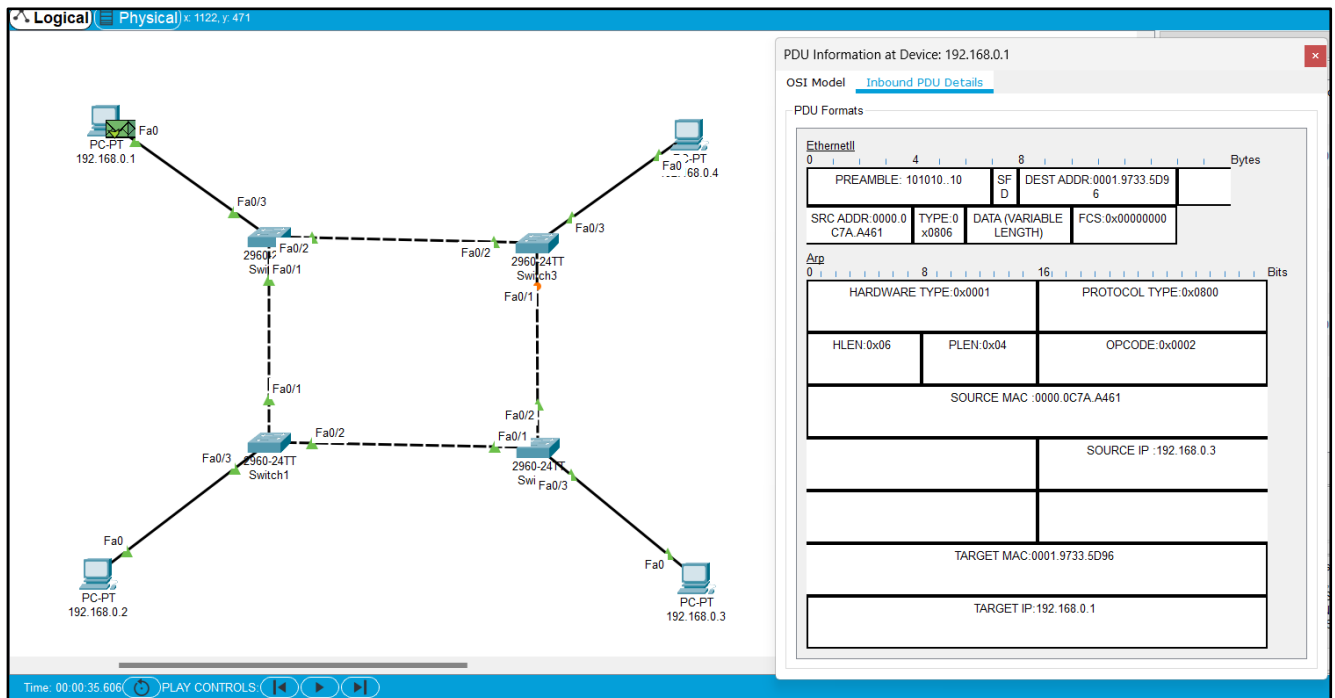 Logical Physical x: 1122, y: 471
PDU Information at Device: 192.168.0.1
OSI Model Inbound PDU Details
PDU Formats
EthernetII
0 4 8 Bytes
PREAMBLE: 101010..10
SF
D
DEST ADDR:0001.9733.5D9
6
SRC ADDR:0000.0
C7A.A461
TYPE:0
x0806
DATA (VARIABLE
LENGTH)
FCS:0x00000000
Arp
0 8 16 Bits
HARDWARE TYPE:0x0001 PROTOCOL TYPE:0x0800
HLEN:0x06 PLEN:0x04 OPCODE:0x0002
SOURCE MAC :0000.0C7A.A461
SOURCE IP :192.168.0.3
TARGET MAC:0001.9733.5D96
TARGET IP:192.168.0.1
Fa0
PC-PT
192.168.0.1
Fa0
-PT
68.0.4
Fa0/3
Fa0/2
2960-
Swi
Fa0/1
Fa0/3
Fa0/2
2960-24TT
Switch3
Fa0/1
Fa0/1
Fa0/2
Fa0/3
2960-24TT
Switch1
Fa0/2
Fa0/1
2960-24TT
Swi
Fa0/3
Fa0
PC-PT
192.168.0.2
Fa0
PC-PT
192.168.0.3
Time: 00:00:35.606 PLAY CONTROLS: